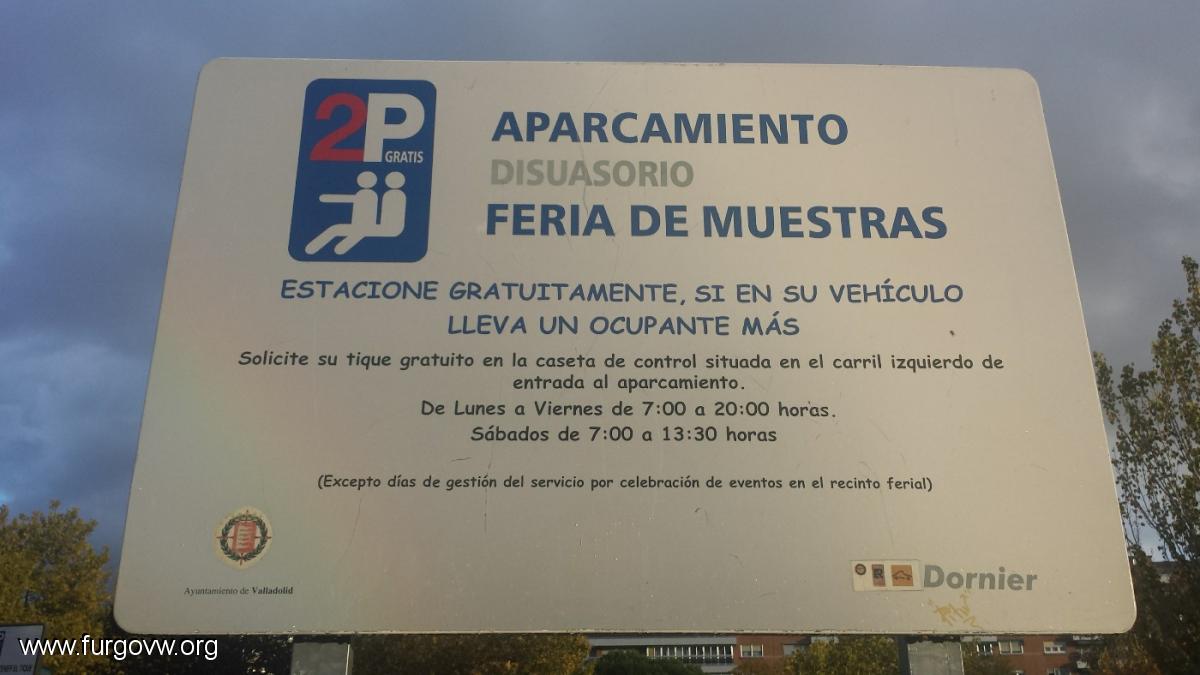 2P
GRATIS
APARCAMIENTO
DISUASORIO
FERIA DE MUESTRAS
ESTACIONE GRATUITAMENTE, SI EN SU VEHÍCULO
LLEVA UN OCUPANTE MÁS
Solicite su tique gratuito en la caseta de control situada en el carril izquierdo de
entrada al aparcamiento.
De Lunes a Viernes de 7:00 a 20:00 horas.
Sábados de 7:00 a 13:30 horas
(Excepto días de gestión del servicio por celebración de eventos en el recinto ferial)
Ayuntamiento de Valladolid
Dornier
www.furgovw.org